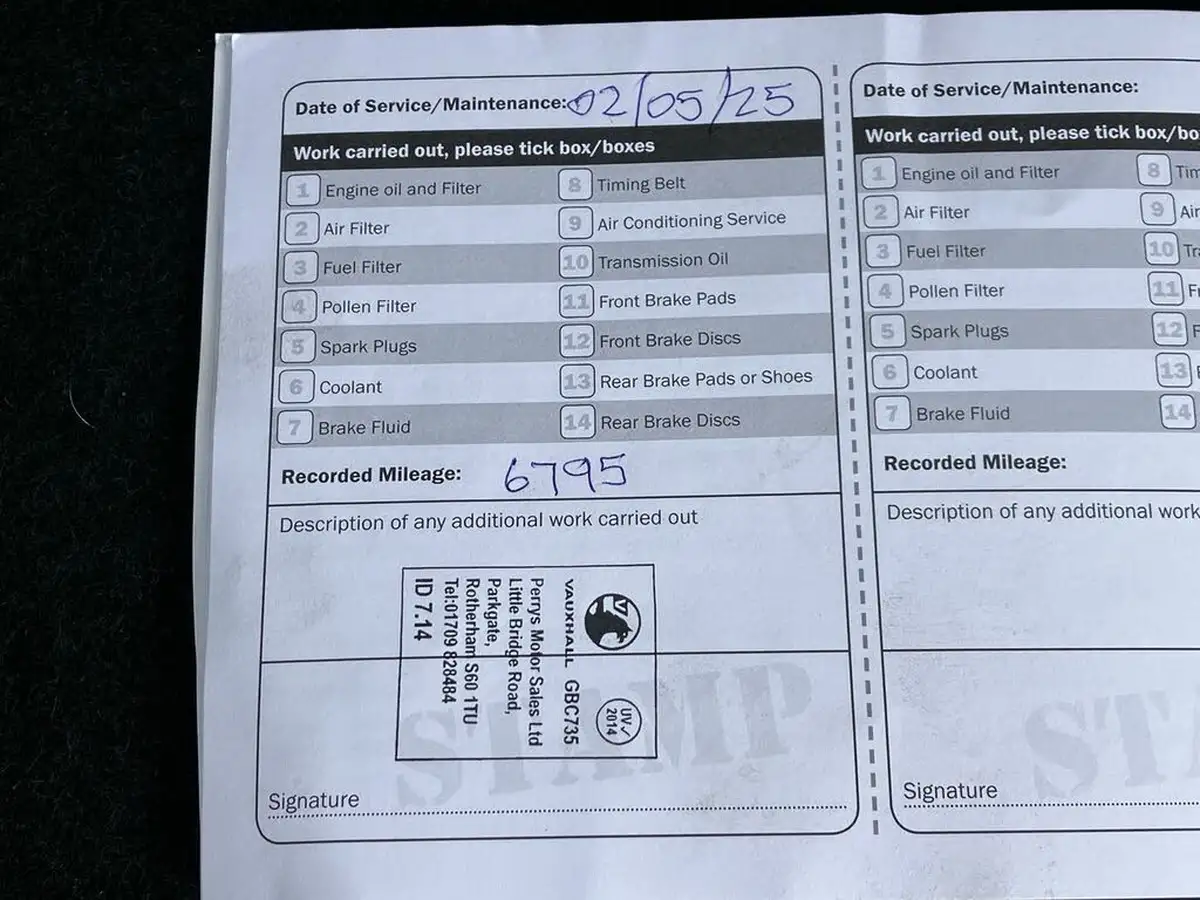 Date of Service/Maintenance: 02/05/25
Work carried out, please tick box/boxes
1 Engine oil and Filter
2 Air Filter
3 Fuel Filter
4 Pollen Filter
5 Spark Plugs
6 Coolant
7 Brake Fluid
8 Timing Belt
9 Air Conditioning Service
10 Transmission Oil
11 Front Brake Pads
12 Front Brake Discs
13 Rear Brake Pads or Shoes
14 Rear Brake Discs
Recorded Mileage: 6795
Description of any additional work carried out
VAUXHALL GBC735
UV✓
2014
Perrys Motor Sales Ltd
Little Bridge Road,
Parkgate,
Rotherham S60 1TU
Tel:01709 828484
ID 7.14
STAMP
Signature
Date of Service/Maintenance:
Work carried out, please tick box/bo
1 Engine oil and Filter
2 Air Filter
3 Fuel Filter
4 Pollen Filter
5 Spark Plugs
6 Coolant
7 Brake Fluid
8 Tim
9 Air
10 Tr
11 F
12 F
13
14
Recorded Mileage:
Description of any additional work
ST
Signature